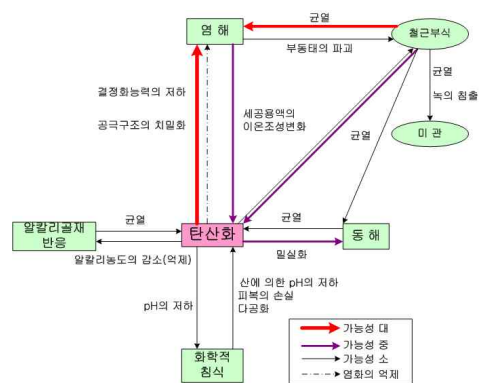 균열
염 해
철근부식
부동태의 파괴
균열
결정화능력의 저하
녹의 침출
세공용액의
이온조성변화
공극구조의 치밀화
균열
미 관
균열
균열
알칼리골재
반응
탄산화
동 해
알칼리농도의 감소(억제)
밀실화
산에 의한 pH의 저하
피복의 손실
다공화
pH의 저하
화학적
침식
가능성 대
가능성 중
가능성 소
염화의 억제